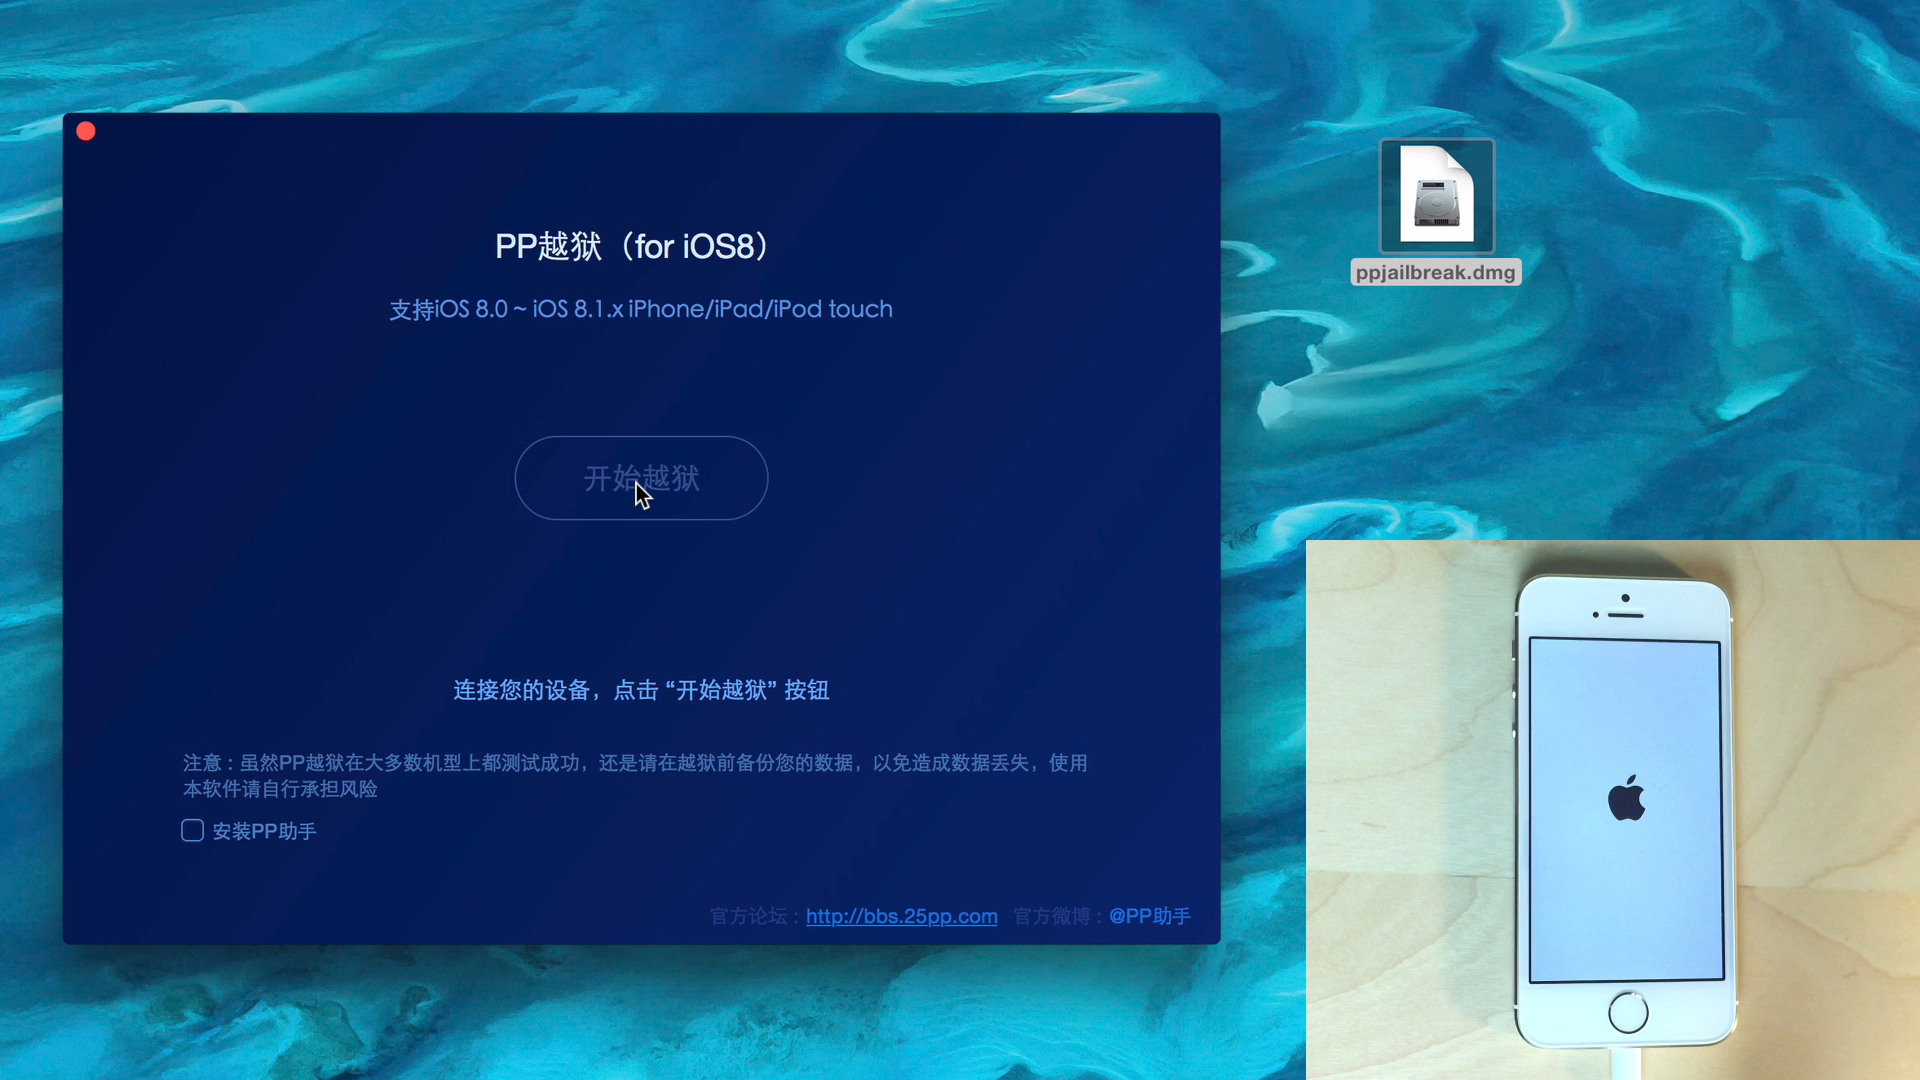 PP越狱（for iOS8）
支持iOS 8.0 ~ iOS 8.1.x iPhone/iPad/iPod touch
开始越狱
连接您的设备，点击 “开始越狱” 按钮
注意 : 虽然PP越狱在大多数机型上都测试成功，还是请在越狱前备份您的数据，以免造成数据丢失，使用
本软件请自行承担风险
安装PP助手
官方论坛 : http://bbs.25pp.com 官方微博 : @PP助手
ppjailbreak.dmg